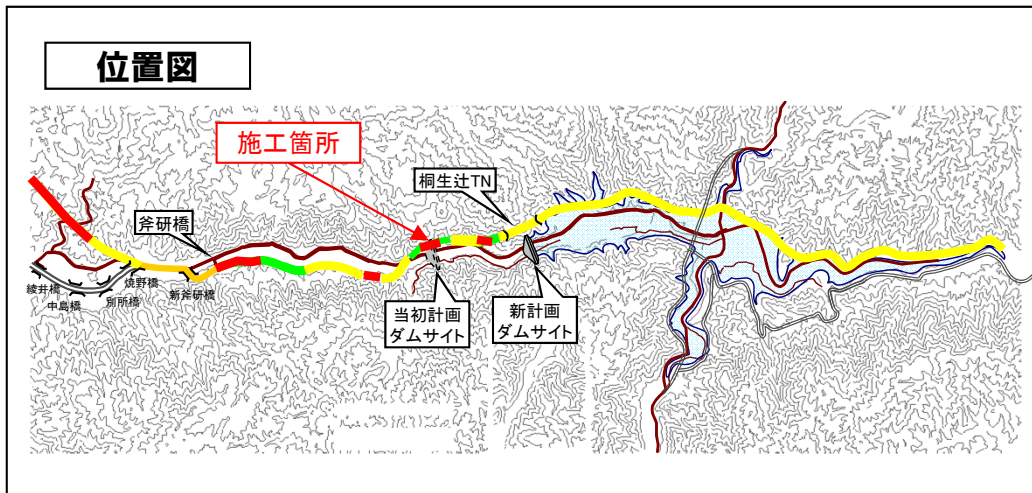 位置図
施工箇所
桐生辻TN
斧研橋
綾井橋
中島橋
別所橋
焼野橋
新斧研橋
当初計画
ダムサイト
新計画
ダムサイト